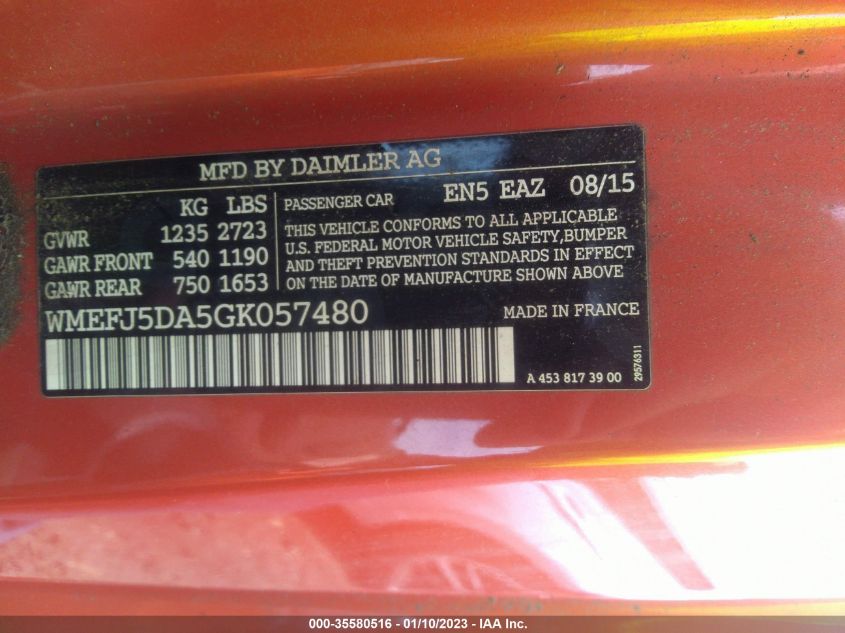 MFD BY DAIMLER AG
KG LBS
GVWR 1235 2723
GAWR FRONT 540 1190
GAWR REAR 750 1653
PASSENGER CAR EN5 EAZ 08/15
THIS VEHICLE CONFORMS TO ALL APPLICABLE
U.S. FEDERAL MOTOR VEHICLE SAFETY,BUMPER
AND THEFT PREVENTION STANDARDS IN EFFECT
ON THE DATE OF MANUFACTURE SHOWN ABOVE
WMEFJ5DA5GK057480
MADE IN FRANCE
A 453 817 39 00
29576311
000-35580516 - 01/10/2023 - IAA Inc.